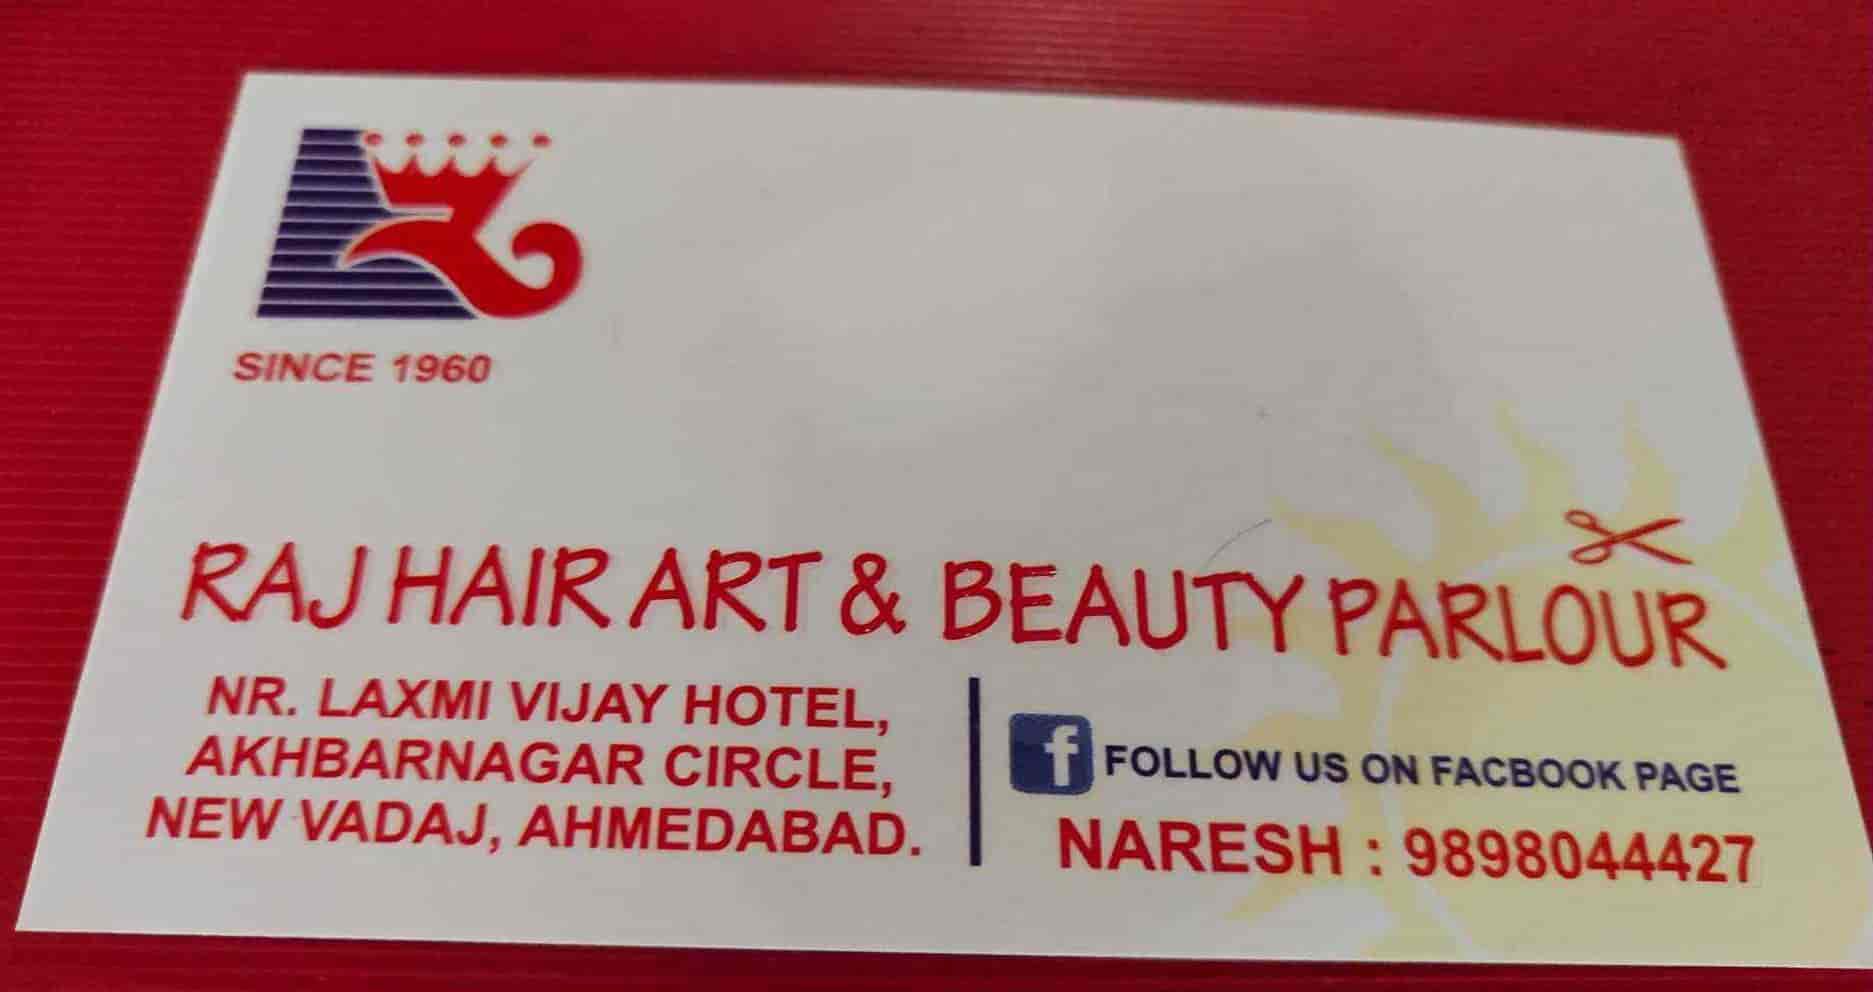 SINCE 1960
RAJ HAIR ART & BEAUTY PARLOUR
NR. LAXMI VIJAY HOTEL,
AKHBARNAGAR CIRCLE,
NEW VADAJ, AHMEDABAD.
f FOLLOW US ON FACBOOK PAGE
NARESH : 9898044427